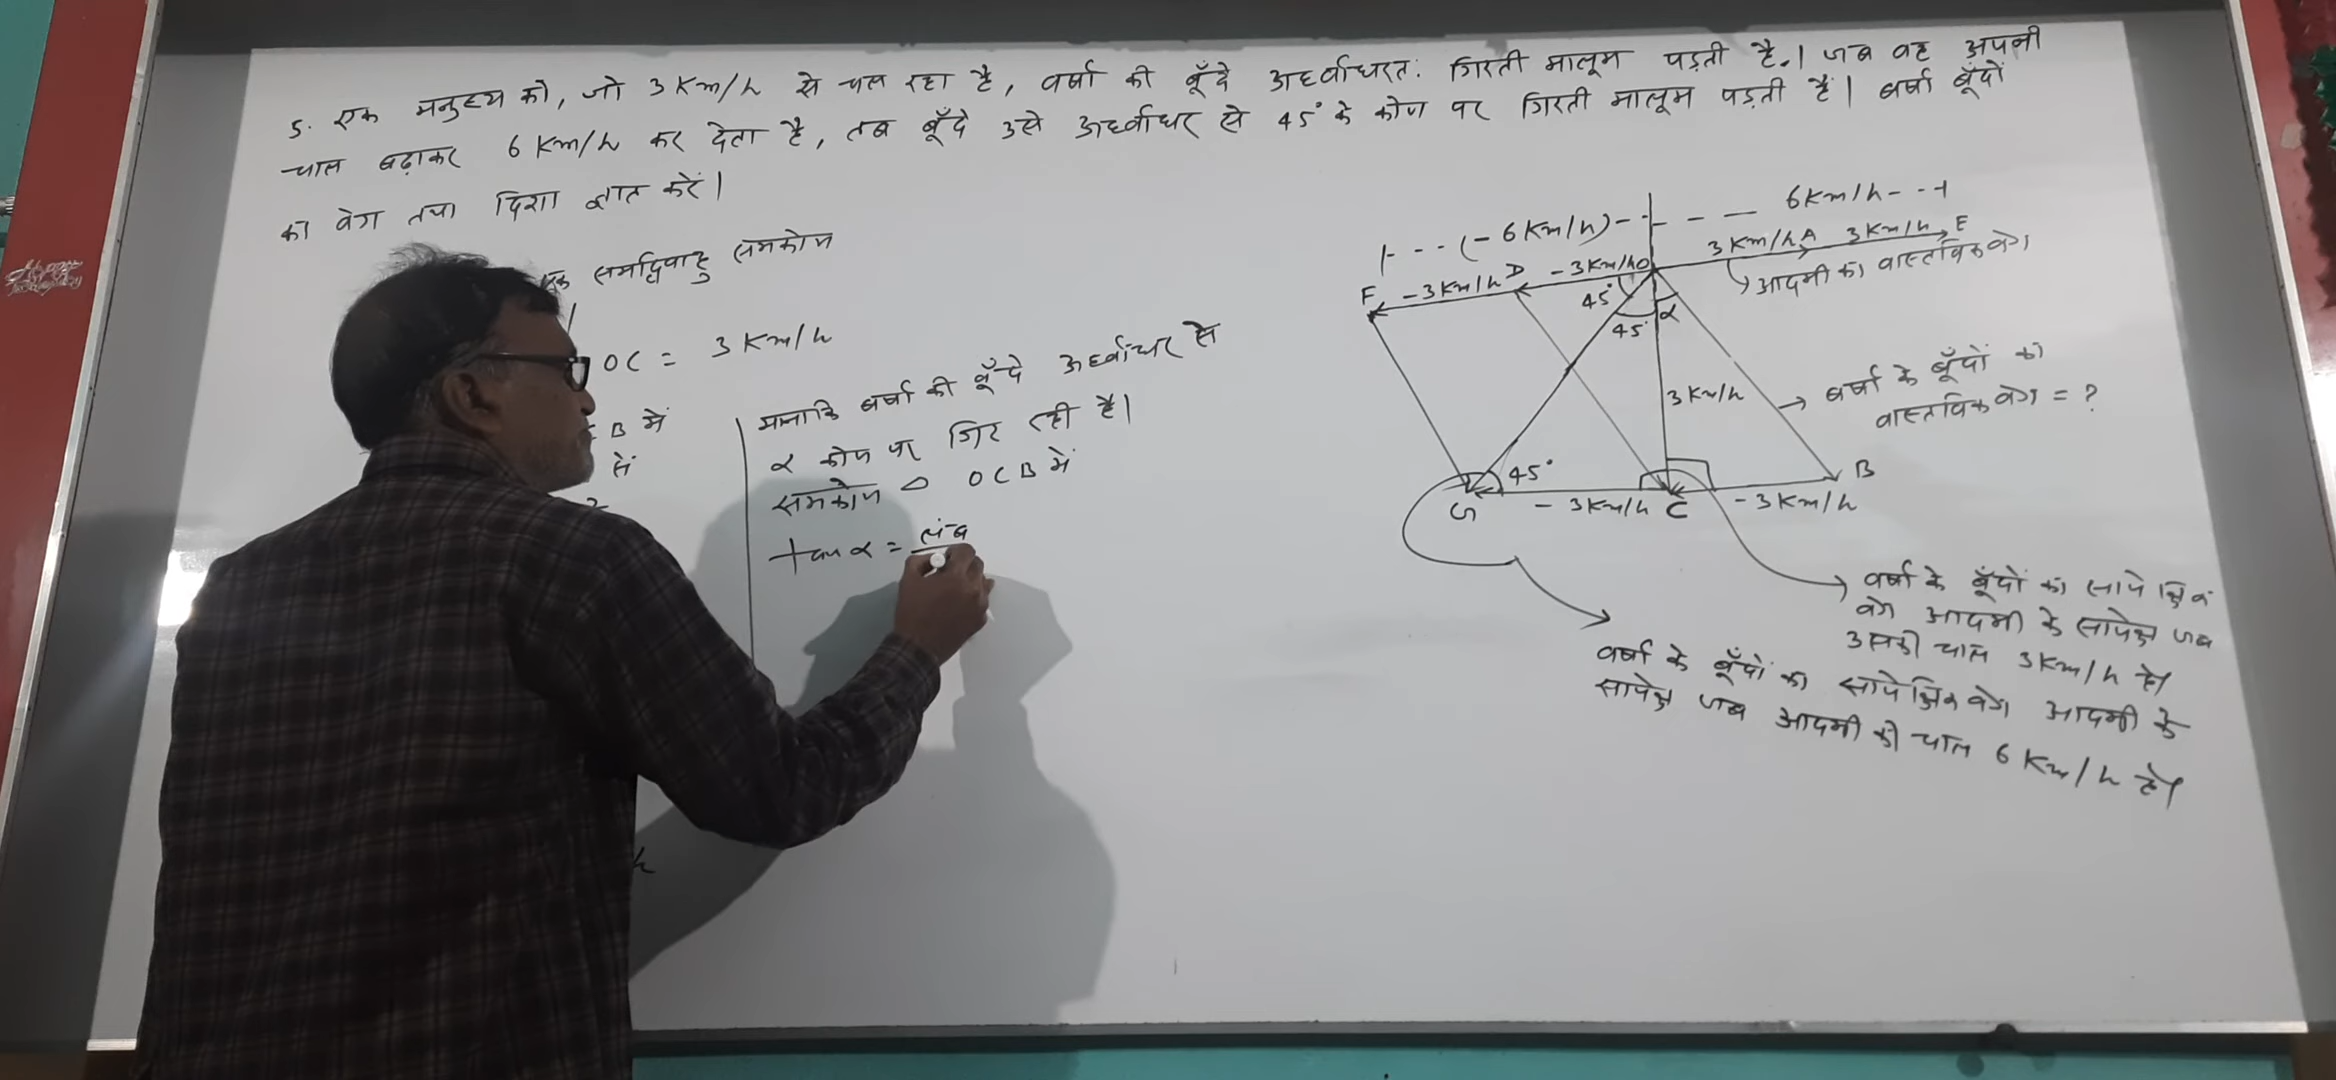 5. एक मनुष्य को, जो 3 Km/h से चल रहा है, वर्षा की बूँदे उर्ध्वाधरतः गिरती मालूम पड़ती है। जब वह अपनी
चाल बढ़ाकर 6 Km/h कर देता है, तब बूँदे उसे उर्ध्वाधर से 45° के कोण पर गिरती मालूम पड़ती है। वर्षा बूँदों
का वेग तथा दिशा ज्ञात करें।
समद्विबाहु समकोण
OC = 3 Km/h
B में
से
2
h
मानाकि वर्षा की बूँदे उर्ध्वाधर से
α कोण पर गिर रही है।
समकोण △ OCB में
tan α = लंब
|- - - (- 6 Km/h) - -
- - - 6 Km/h - - -|
F -3 Km/h D -3 Km/h O 3 Km/h A 3 Km/h E
आदमी का वास्तविक वेग
45° 45° α
3 Km/h
वर्षा के बूँदों का
वास्तविक वेग = ?
45°
G - 3 Km/h C - 3 Km/h B
वर्षा के बूँदों का सापेक्षिक
वेग आदमी के सापेक्ष जब
उसकी चाल 3 Km/h है।
वर्षा के बूँदों का सापेक्षिक वेग आदमी के
सापेक्ष जब आदमी की चाल 6 Km/h है।